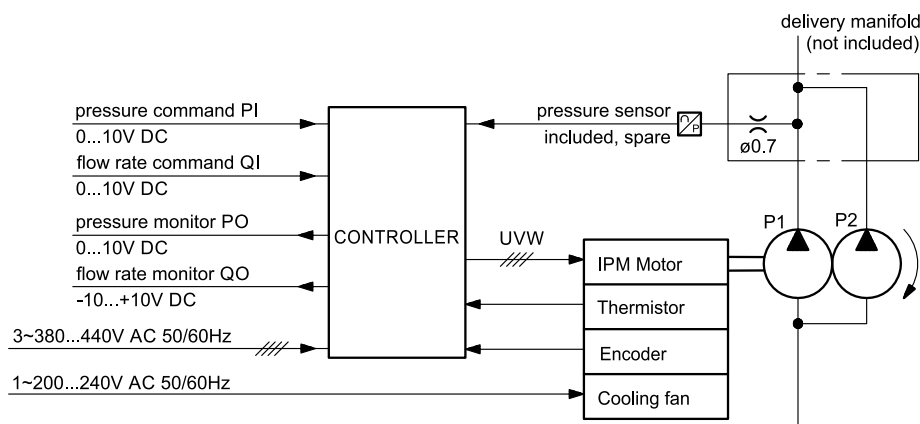 delivery manifold
(not included)
pressure command PI
0...10V DC
flow rate command QI
0...10V DC
pressure monitor PO
0...10V DC
flow rate monitor QO
-10...+10V DC
3~380...440V AC 50/60Hz
1~200...240V AC 50/60Hz
CONTROLLER
pressure sensor
included, spare
P
ø0.7
UVW
IPM Motor
Thermistor
Encoder
Cooling fan
P1
P2